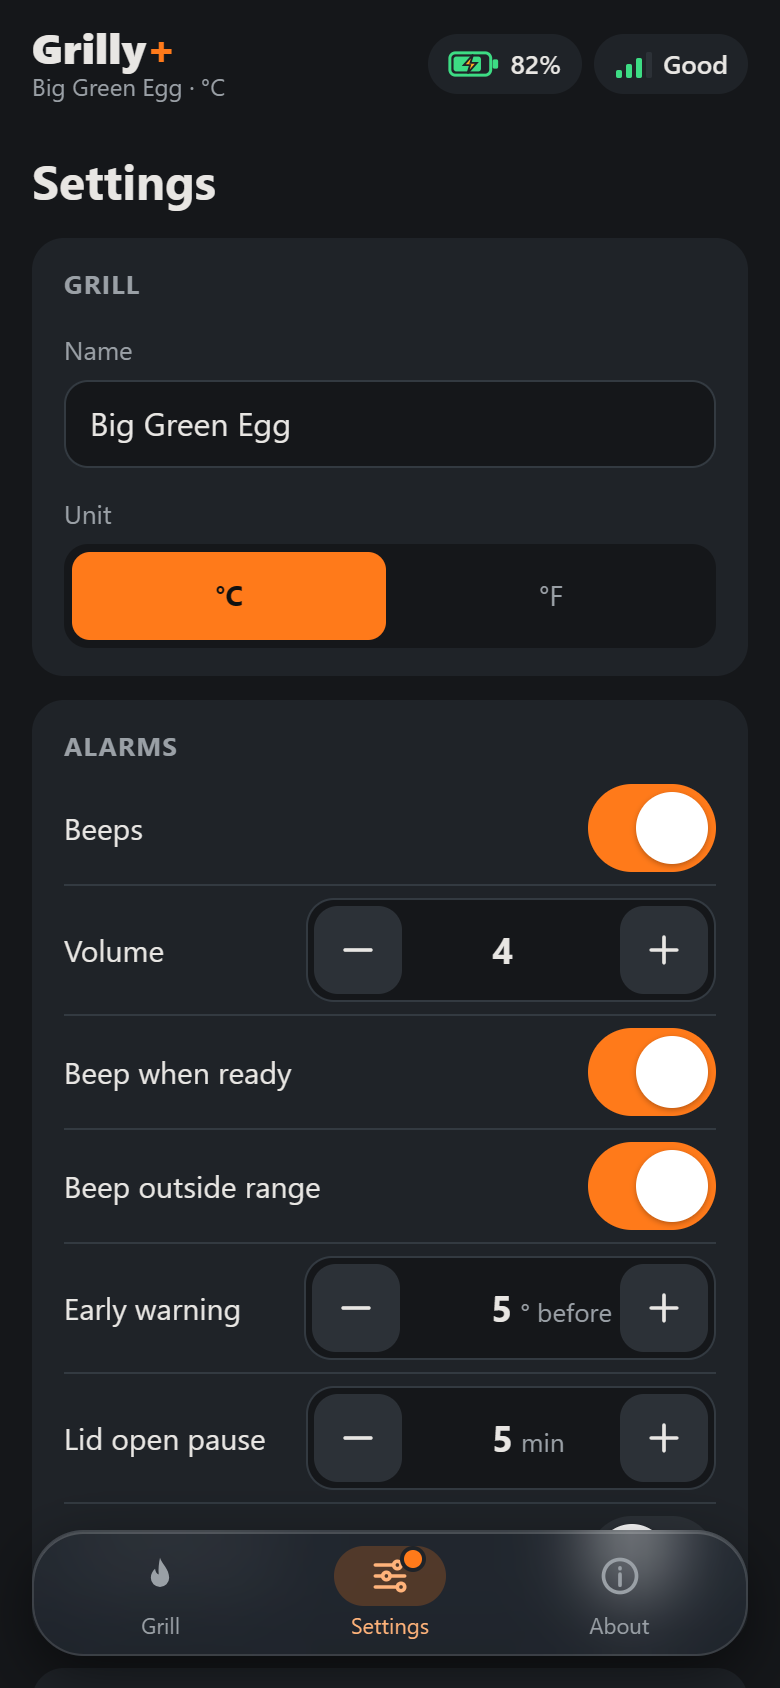 Grilly+
Big Green Egg · °C
82%
Good
Settings
GRILL
Name
Big Green Egg
Unit
°C
°F
ALARMS
Beeps
Volume
4
Beep when ready
Beep outside range
Early warning
5 ° before
Lid open pause
5 min
Grill
Settings
About